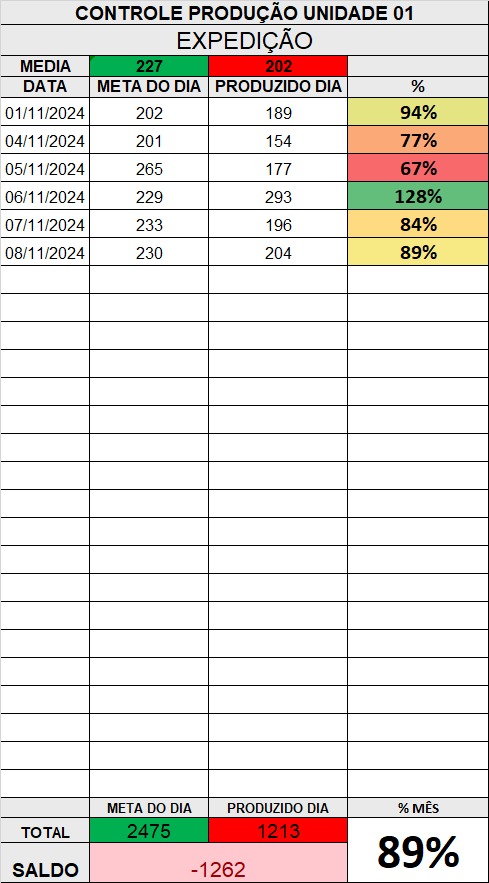 CONTROLE PRODUÇÃO UNIDADE 01
EXPEDIÇÃO
MEDIA 227 202
DATA META DO DIA PRODUZIDO DIA %
01/11/2024 202 189 94%
04/11/2024 201 154 77%
05/11/2024 265 177 67%
06/11/2024 229 293 128%
07/11/2024 233 196 84%
08/11/2024 230 204 89%
META DO DIA PRODUZIDO DIA % MÊS
TOTAL 2475 1213 89%
SALDO -1262